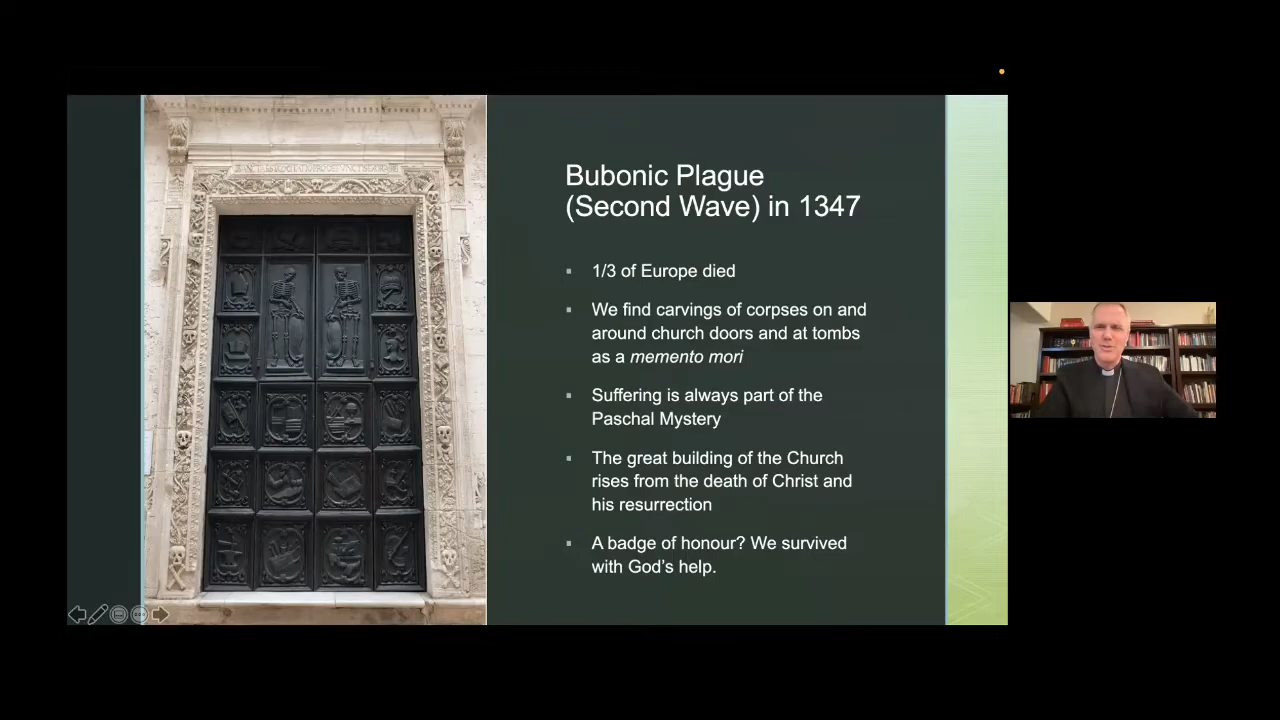 Bubonic Plague
(Second Wave) in 1347
▪ 1/3 of Europe died
▪ We find carvings of corpses on and
around church doors and at tombs
as a memento mori
▪ Suffering is always part of the
Paschal Mystery
▪ The great building of the Church
rises from the death of Christ and
his resurrection
▪ A badge of honour? We survived
with God's help.